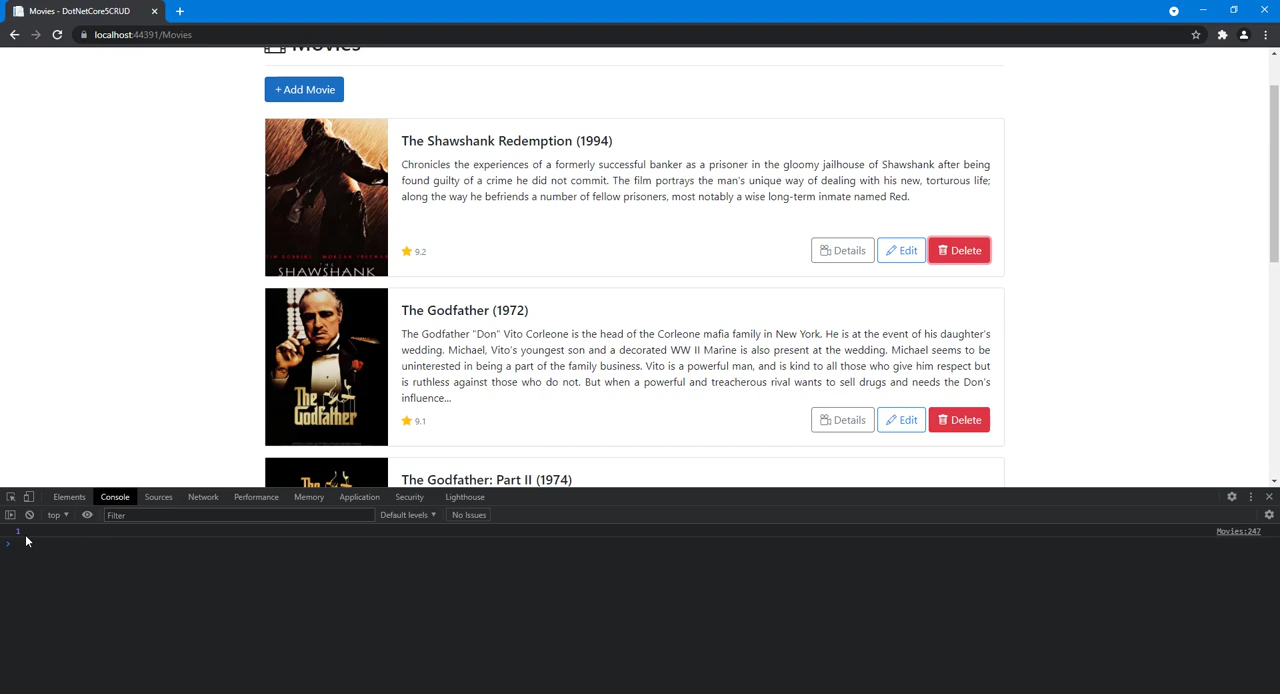 Movies - DotNetCore5CRUD
localhost:44391/Movies
Movies
+ Add Movie
The Shawshank Redemption (1994)
Chronicles the experiences of a formerly successful banker as a prisoner in the gloomy jailhouse of Shawshank after being
found guilty of a crime he did not commit. The film portrays the man's unique way of dealing with his new, torturous life;
along the way he befriends a number of fellow prisoners, most notably a wise long-term inmate named Red.
9.2
Details
Edit
Delete
TIM ROBBINS MORGAN FREEMAN
THE
SHAWSHANK
The Godfather (1972)
The Godfather "Don" Vito Corleone is the head of the Corleone mafia family in New York. He is at the event of his daughter's
wedding. Michael, Vito's youngest son and a decorated WW II Marine is also present at the wedding. Michael seems to be
uninterested in being a part of the family business. Vito is a powerful man, and is kind to all those who give him respect but
is ruthless against those who do not. But when a powerful and treacherous rival wants to sell drugs and needs the Don's
influence...
9.1
Details
Edit
Delete
The
Godfather
The Godfather: Part II (1974)
Elements
Console
Sources
Network
Performance
Memory
Application
Security
Lighthouse
top
Filter
Default levels
No Issues
1
Movies:247